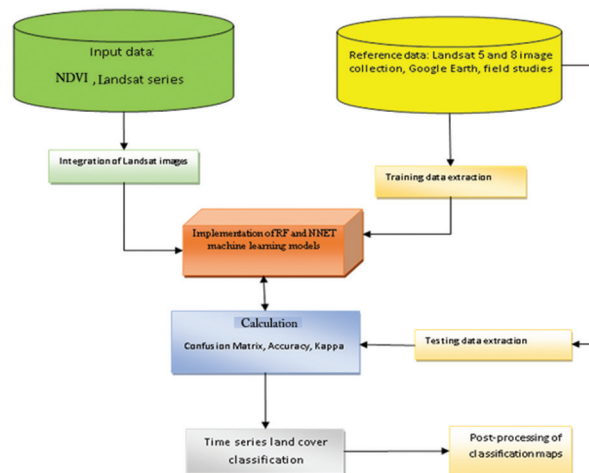 Input data:
NDVI , Landsat series
Reference data: Landsat 5 and 8 image
collection, Google Earth, field studies
Integration of Landsat images
Training data extraction
Implementation of RF and NNET
machine learning models
Calculation
Confusion Matrix, Accuracy, Kappa
Testing data extraction
Time series land cover
classification
Post-processing of
classification maps